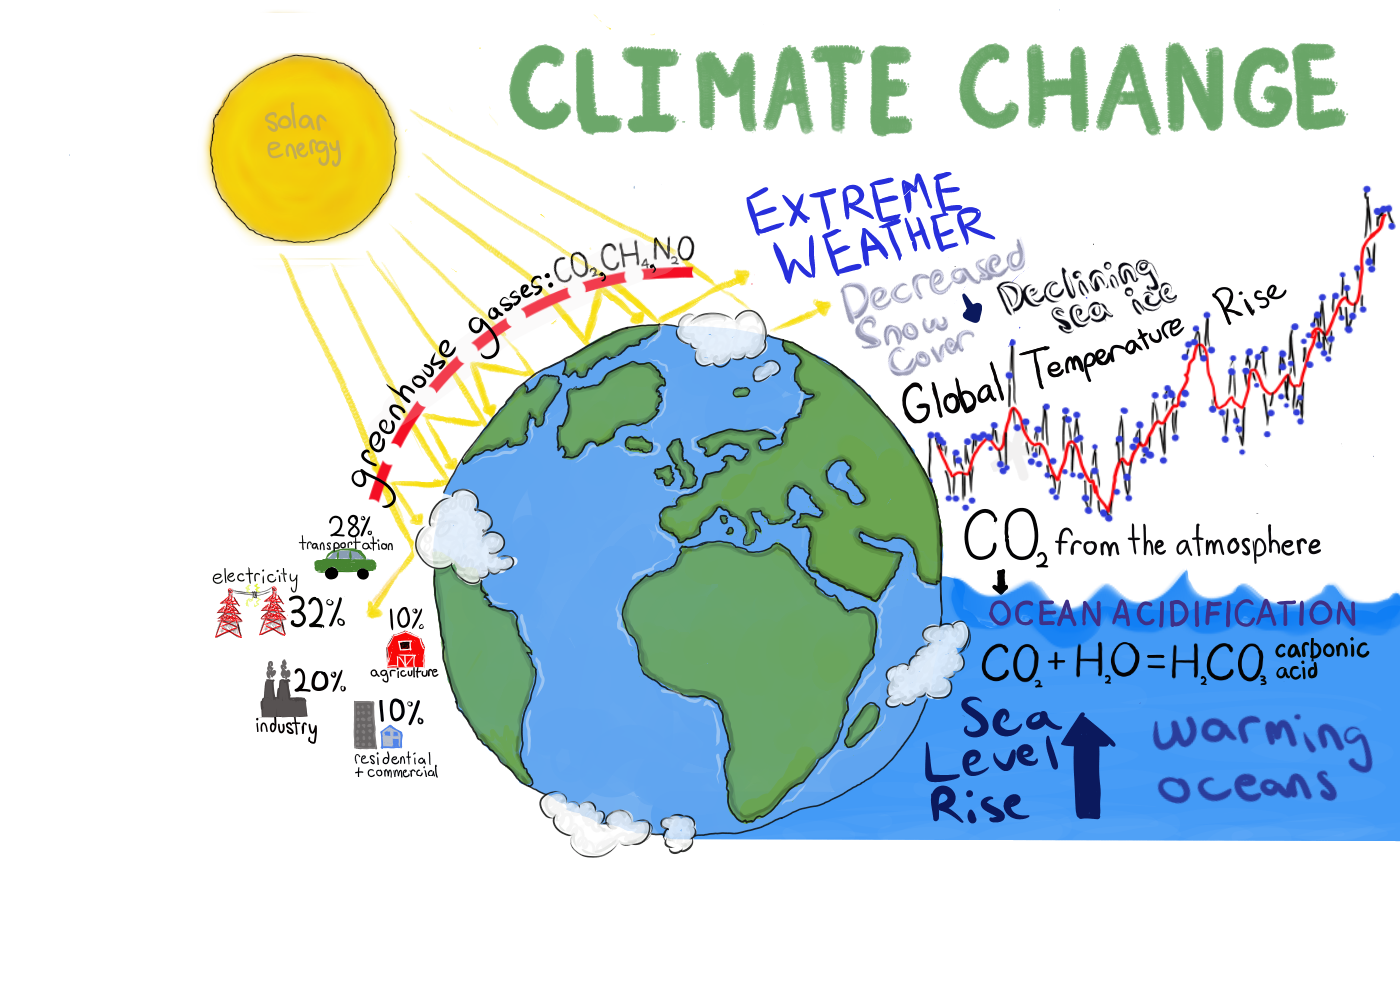 CLIMATE CHANGE
solar
energy
greenhouse gasses: CO₂, CH₄, N₂O
EXTREME
WEATHER
Decreased
Snow
Cover
Declining
sea ice
Global Temperature Rise
28%
transportation
electricity
32%
10%
agriculture
20%
industry
10%
residential
+ commercial
CO₂ from the atmosphere
OCEAN ACIDIFICATION
CO₂ + H₂O = H₂CO₃ carbonic
acid
Sea
Level
Rise
warming
oceans